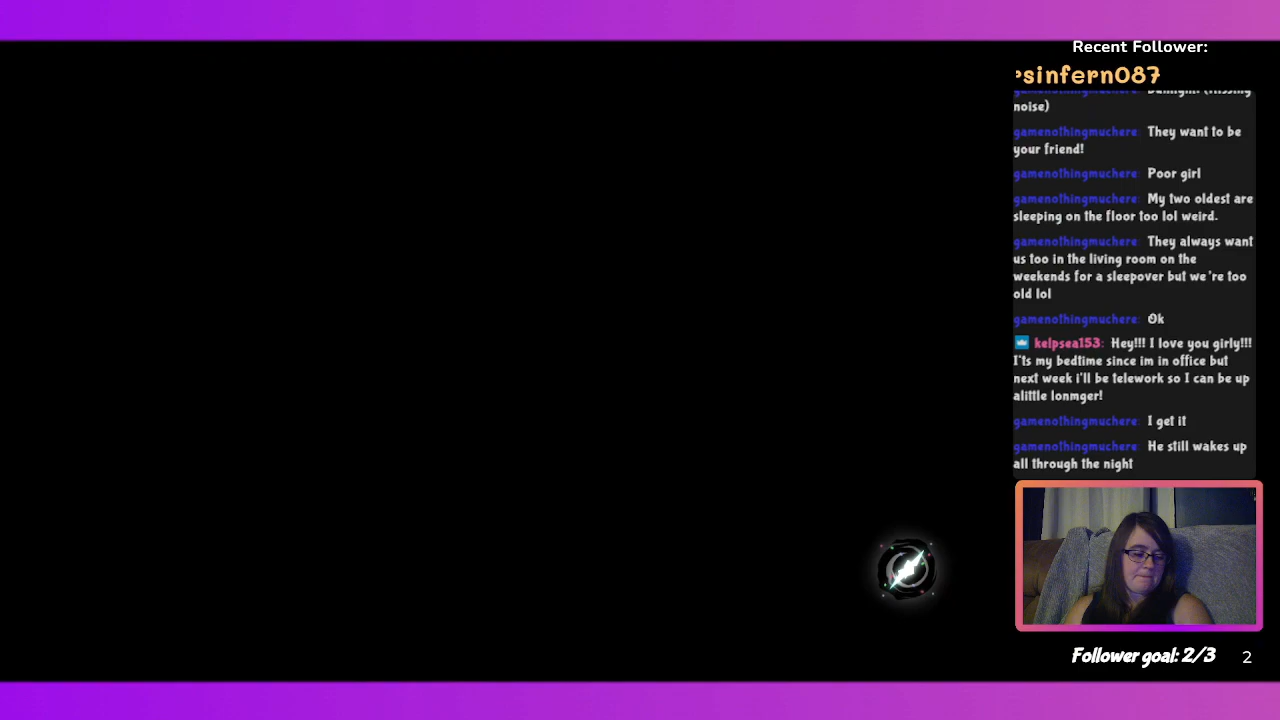 Recent Follower:
sinfern087
noise)
gamenothingmuchere: They want to be
your friend!
gamenothingmuchere: Poor girl
gamenothingmuchere: My two oldest are
sleeping on the floor too lol weird.
gamenothingmuchere: They always want
us too in the living room on the
weekends for a sleepover but we're too
old lol
gamenothingmuchere: Ok
kelpsea153: Hey!!! I love you girly!!!
I'ts my bedtime since im in office but
next week i'll be telework so I can be up
alittle lonmger!
gamenothingmuchere: I get it
gamenothingmuchere: He still wakes up
all through the night
Follower goal: 2/3
2